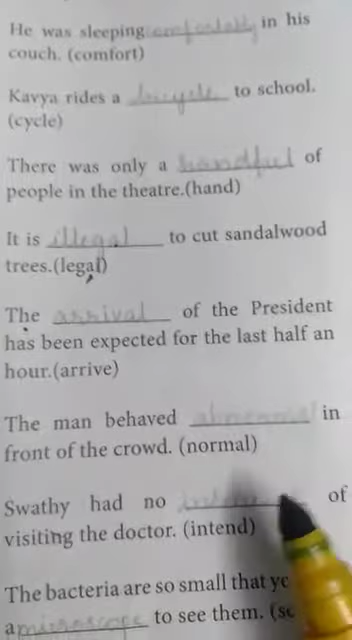 He was sleeping comfortably in his
couch. (comfort)
Kavya rides a bicycle to school.
(cycle)
There was only a handful of
people in the theatre.(hand)
It is illegal to cut sandalwood
trees.(legal)
The arrival of the President
has been expected for the last half an
hour.(arrive)
The man behaved in
front of the crowd. (normal)
Swathy had no of
visiting the doctor. (intend)
The bacteria are so small that
a microscope to see them.